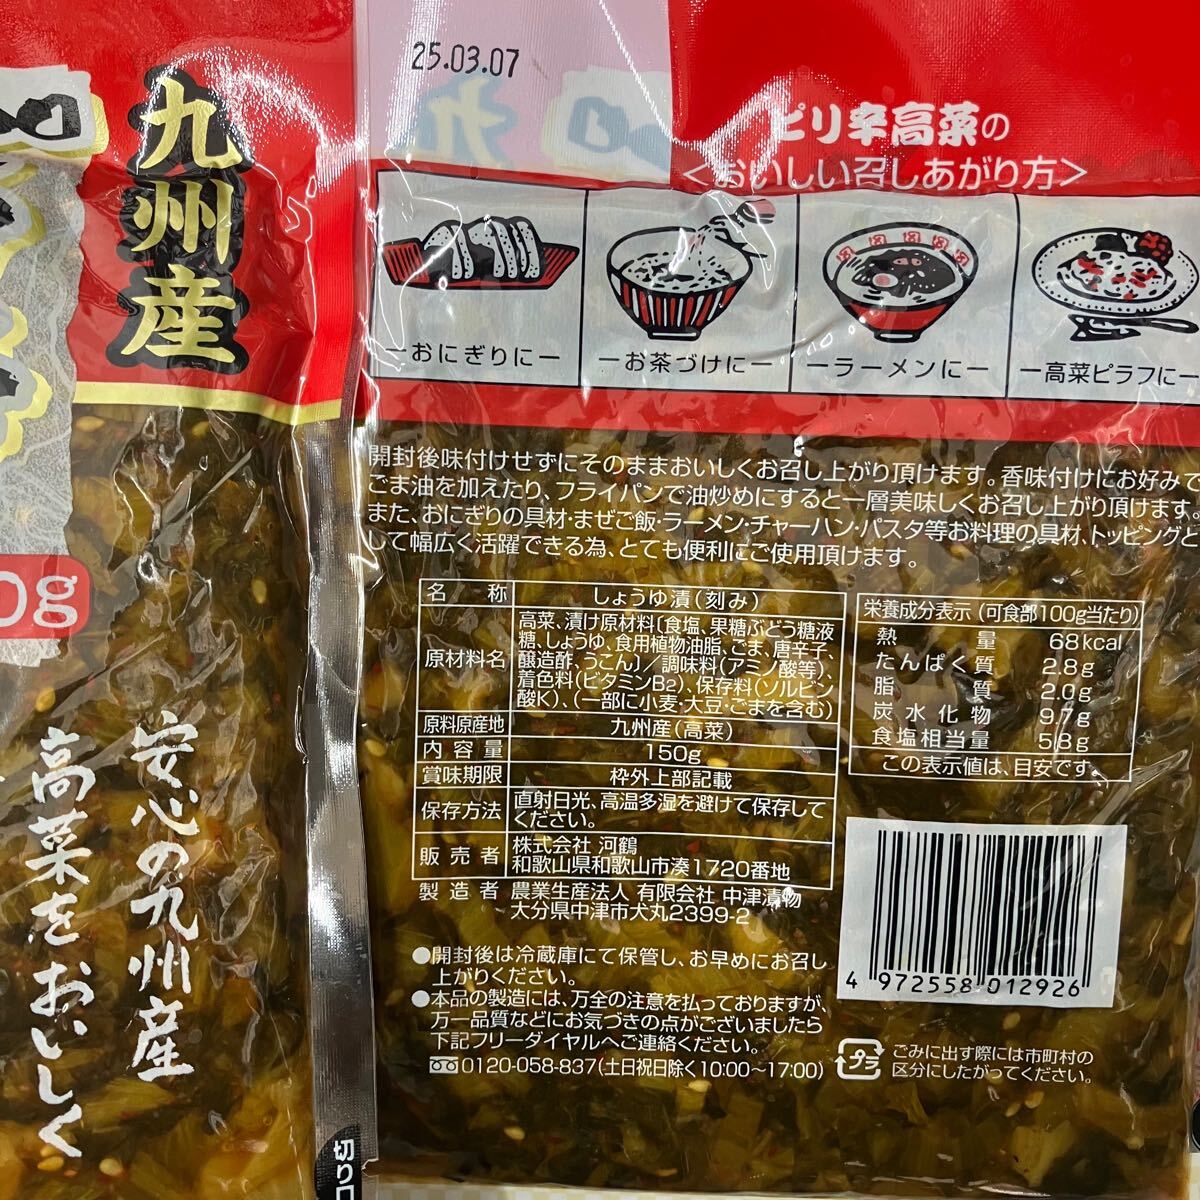 九州産
0g
安心の九州産
高菜をおいしく
25.03.07
ピリ辛高菜の
<おいしい召しあがり方>
ーおにぎりにー
ーお茶づけにー
ーラーメンにー
ー高菜ピラフにー
開封後味付けせずにそのままおいしくお召し上がり頂けます。香味付けにお好みで
ごま油を加えたり、フライパンで油炒めにすると一層美味しくお召し上がり頂けます。
また、おにぎりの具材・まぜご飯・ラーメン・チャーハン・パスタ等お料理の具材、トッピングと
して幅広く活躍できる為、とても便利にご使用頂けます。
名称 しょうゆ漬(刻み)
原材料名 高菜、漬け原材料〔食塩、果糖ぶどう糖液
糖、しょうゆ、食用植物油脂、ごま、唐辛子、
醸造酢、うこん〕/調味料(アミノ酸等)、
着色料(ビタミンB2)、保存料(ソルビン
酸K)、(一部に小麦・大豆・ごまを含む)
原料原産地 九州産(高菜)
内容量 150g
賞味期限 枠外上部記載
保存方法 直射日光、高温多湿を避けて保存して
ください。
販売者 株式会社 河鶴
和歌山県和歌山市湊1720番地
製造者 農業生産法人 有限会社 中津漬物
大分県中津市犬丸2399-2
栄養成分表示(可食部100g当たり)
熱量 68kcal
たんぱく質 2.8g
脂質 2.0g
炭水化物 9.7g
食塩相当量 5.8g
この表示値は、目安です。
●開封後は冷蔵庫にて保管し、お早めにお召し
上がりください。
●本品の製造には、万全の注意を払っておりますが、
万一品質などにお気づきの点がございましたら
下記フリーダイヤルへご連絡ください。
0120-058-837(土日祝日除く10:00〜17:00)
4 972558 012926
プラ
ごみに出す際には市町村の
区分にしたがってください。
切り口